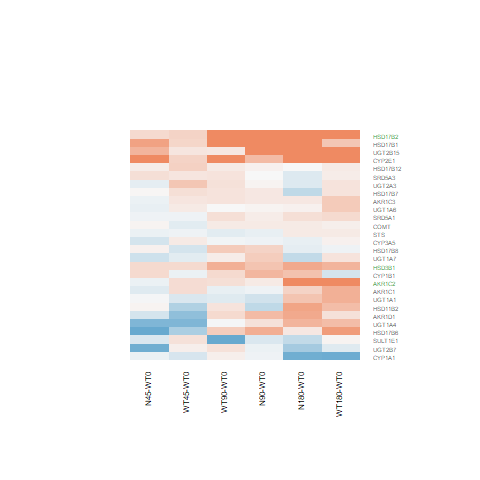 HSD17B2
HSD17B1
UGT2B15
CYP2E1
HSD17B12
SRD5A3
UGT2A3
HSD17B7
AKR1C3
UGT1A6
SRD5A1
COMT
STS
CYP3A5
HSD17B8
UGT1A7
HSD3B1
CYP1B1
AKR1C2
AKR1C1
UGT1A1
HSD11B2
AKR1D1
UGT1A4
HSD17B6
SULT1E1
UGT2B7
CYP1A1
N45-WT0
WT45-WT0
WT90-WT0
N90-WT0
N180-WT0
WT180-WT0